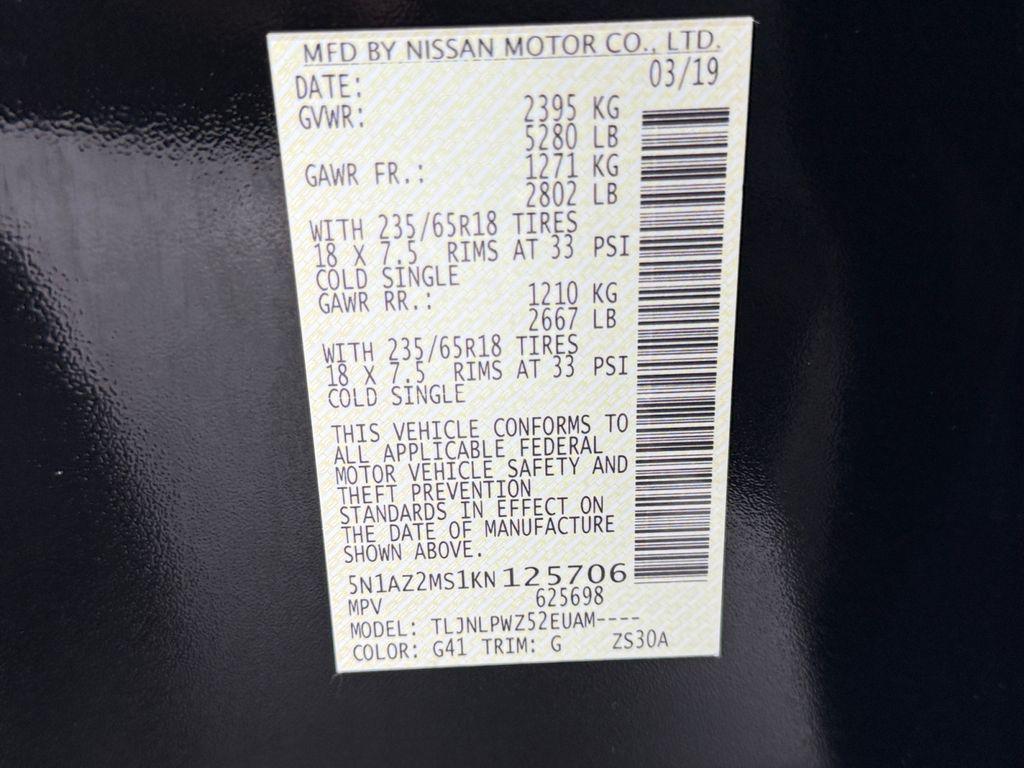 MFD BY NISSAN MOTOR CO., LTD.
DATE: 03/19
GVWR: 2395 KG
5280 LB
GAWR FR.: 1271 KG
2802 LB
WITH 235/65R18 TIRES
18 X 7.5 RIMS AT 33 PSI
COLD SINGLE
GAWR RR.: 1210 KG
2667 LB
WITH 235/65R18 TIRES
18 X 7.5 RIMS AT 33 PSI
COLD SINGLE
THIS VEHICLE CONFORMS TO
ALL APPLICABLE FEDERAL
MOTOR VEHICLE SAFETY AND
THEFT PREVENTION
STANDARDS IN EFFECT ON
THE DATE OF MANUFACTURE
SHOWN ABOVE.
5N1AZ2MS1KN125706
MPV 625698
MODEL: TLJNLPWZ52EUAM----
COLOR: G41 TRIM: G ZS30A